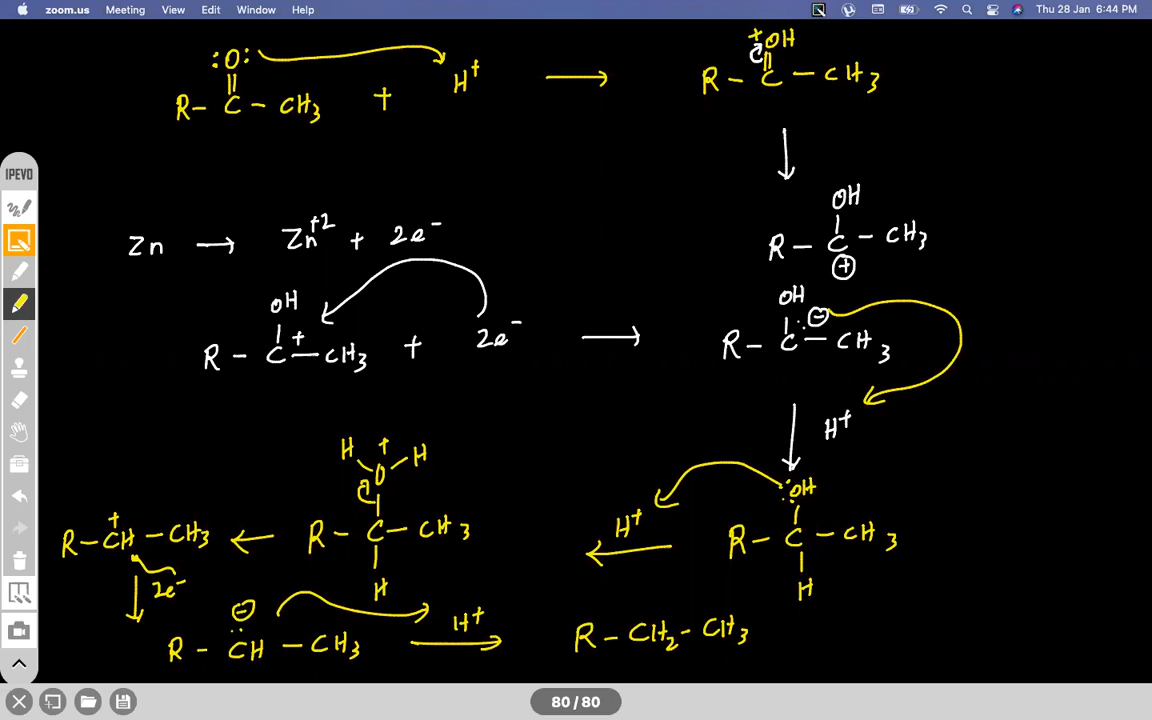 zoom.us Meeting View Edit Window Help Thu 28 Jan 6:44 PM
:O: H+ +OH
|| ||
R- C - CH3 + ⟶ R - C - CH3
↓
OH
|
Zn ⟶ Zn+2 + 2e- R - C - CH3
⊕
IPEVO
OH OH
| + | :⊖
R - C - CH3 + 2e- ⟶ R - C - CH3
↓ H+
H + H
O :OH
| H+ |
R - CH+ - CH3 ⟵ R - C - CH3 ⟵ R - C - CH3
| |
↓ 2e- H H
⊖
··
R - CH - CH3 H+ ⟶ R - CH2 - CH3
80 / 80